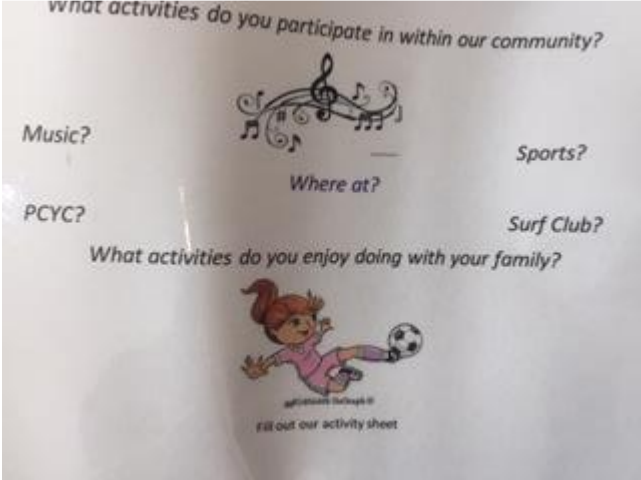 What activities do you participate in within our community?
Music?
Sports?
Where at?
PCYC?
Surf Club?
What activities do you enjoy doing with your family?
Fill out our activity sheet